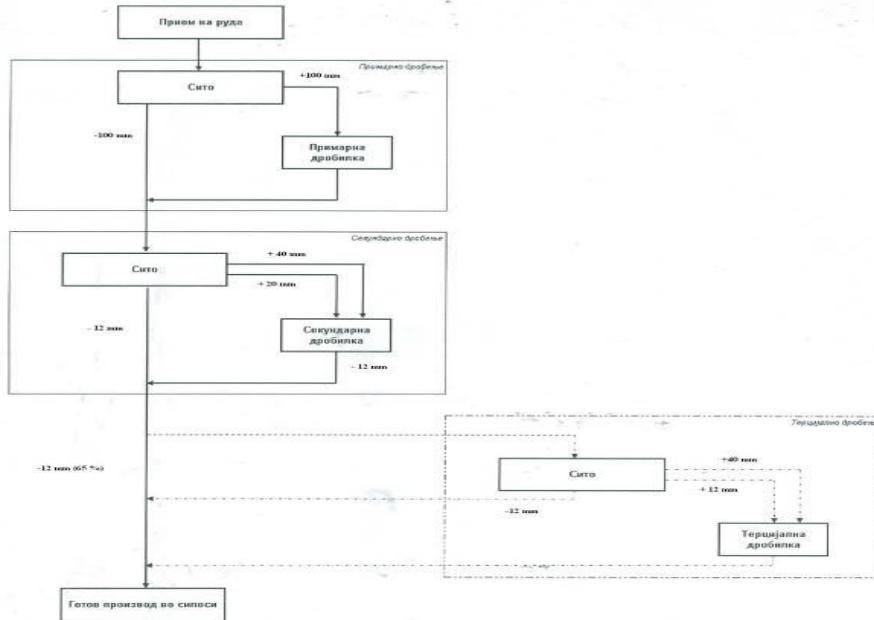 Прием на руда
Примарно дробење
Сито
+100 mm
-100 mm
Примарна
дробилка
Секундарно дробење
Сито
+ 40 mm
+ 20 mm
- 12 mm
Секундарна
дробилка
- 12 mm
Терцијално дробење
-12 mm (65 %)
Сито
+40 mm
+ 12 mm
-12 mm
Терцијална
дробилка
Готов производ во силоси